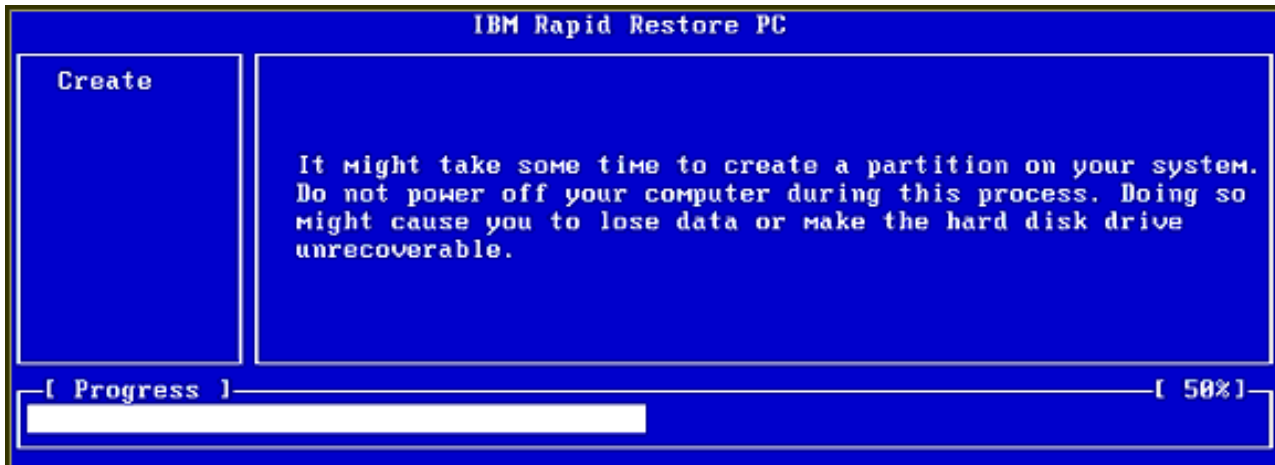 IBM Rapid Restore PC
Create
It might take some time to create a partition on your system.
Do not power off your computer during this process. Doing so
might cause you to lose data or make the hard disk drive
unrecoverable.
[ Progress ]
[ 50%]